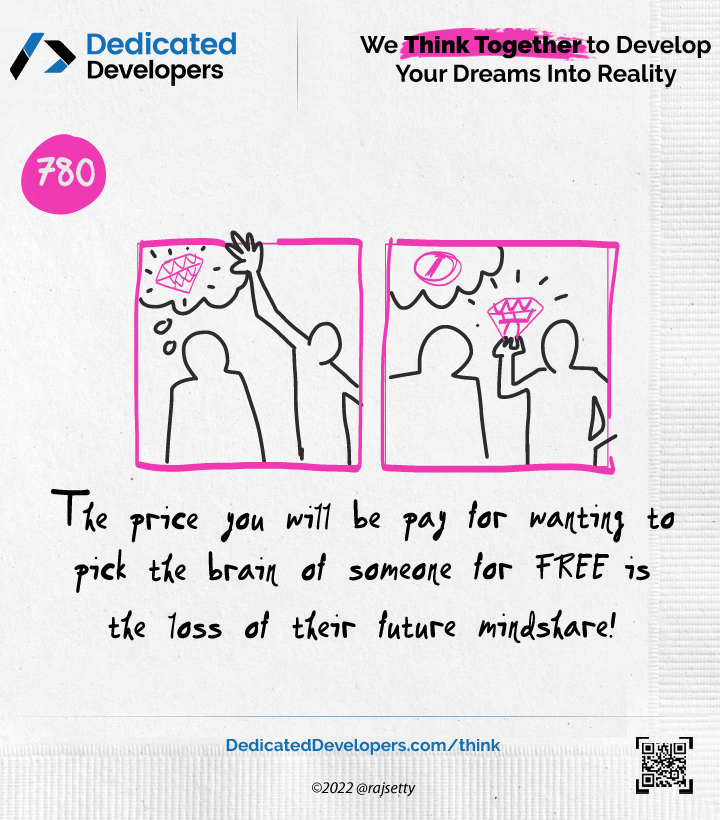 Dedicated
Developers
We Think Together to Develop
Your Dreams Into Reality
780
The price you will be pay for wanting to
pick the brain of someone for FREE is
the loss of their future mindshare!
DedicatedDevelopers.com/think
©2022 @rajsetty